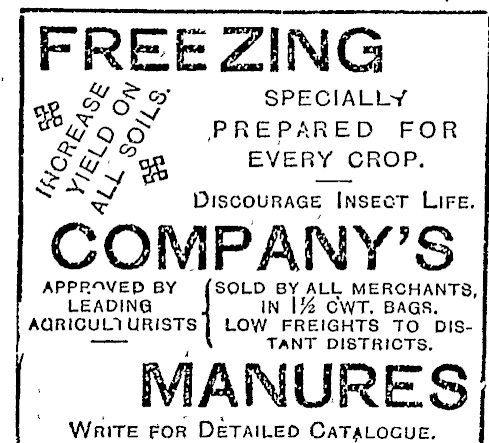 FREEZING
INCREASE
YIELD ON
ALL SOILS.
SPECIALLY
PREPARED FOR
EVERY CROP.
DISCOURAGE INSECT LIFE.
COMPANY'S
APPROVED BY
LEADING
AGRICULTURISTS
SOLD BY ALL MERCHANTS,
IN 1½ CWT. BAGS.
LOW FREIGHTS TO DIS-
TANT DISTRICTS.
MANURES
WRITE FOR DETAILED CATALOGUE.